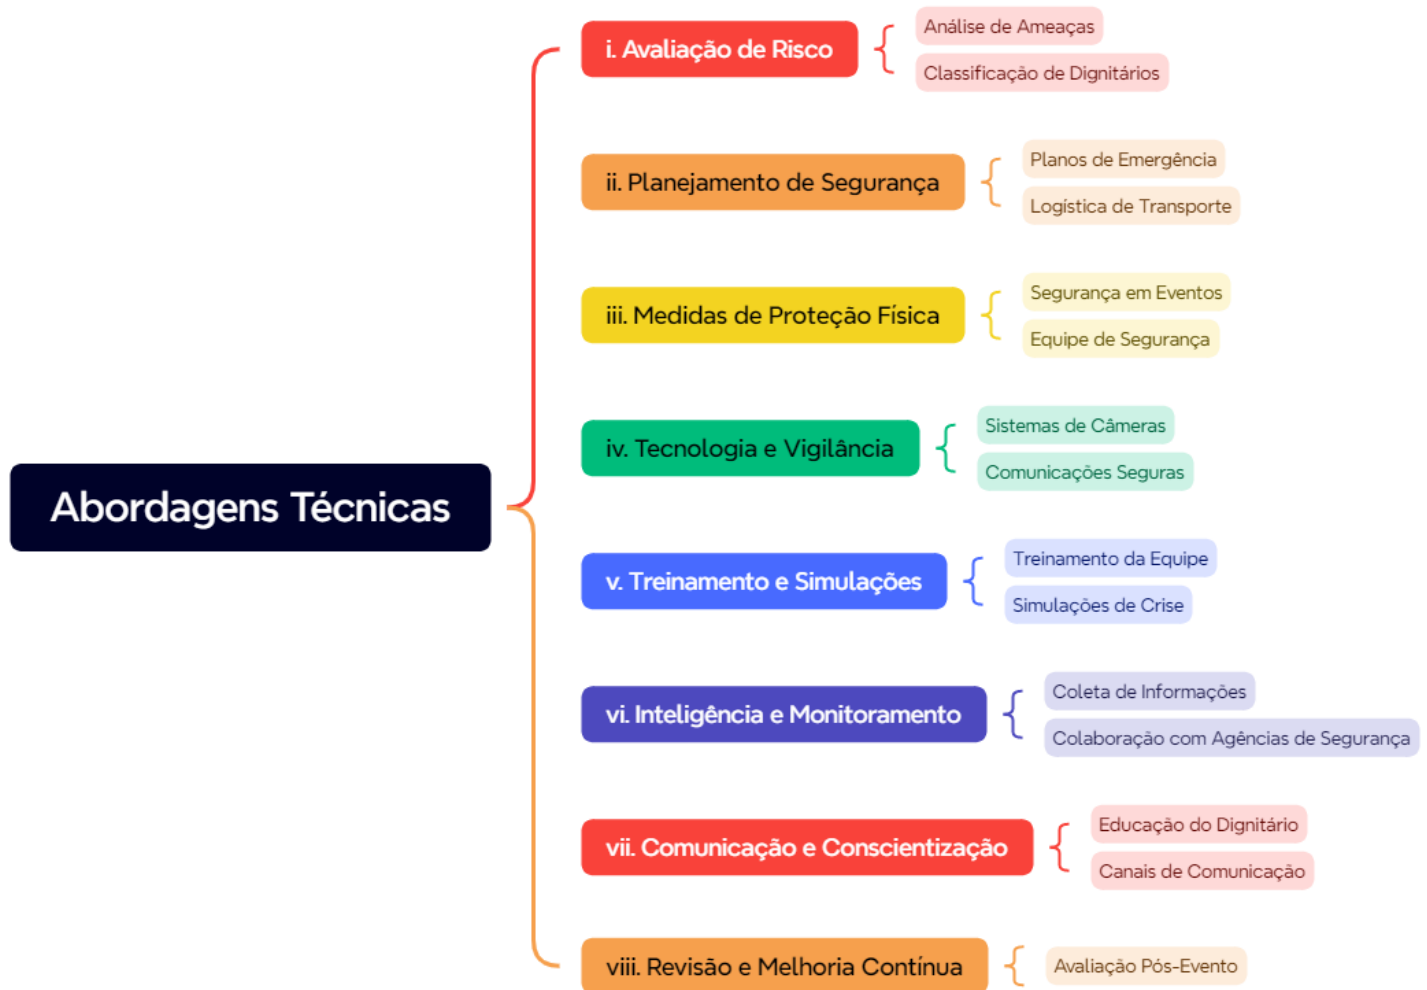 Abordagens Técnicas
i. Avaliação de Risco
Análise de Ameaças
Classificação de Dignitários
ii. Planejamento de Segurança
Planos de Emergência
Logística de Transporte
iii. Medidas de Proteção Física
Segurança em Eventos
Equipe de Segurança
iv. Tecnologia e Vigilância
Sistemas de Câmeras
Comunicações Seguras
v. Treinamento e Simulações
Treinamento da Equipe
Simulações de Crise
vi. Inteligência e Monitoramento
Coleta de Informações
Colaboração com Agências de Segurança
vii. Comunicação e Conscientização
Educação do Dignitário
Canais de Comunicação
viii. Revisão e Melhoria Contínua
Avaliação Pós-Evento